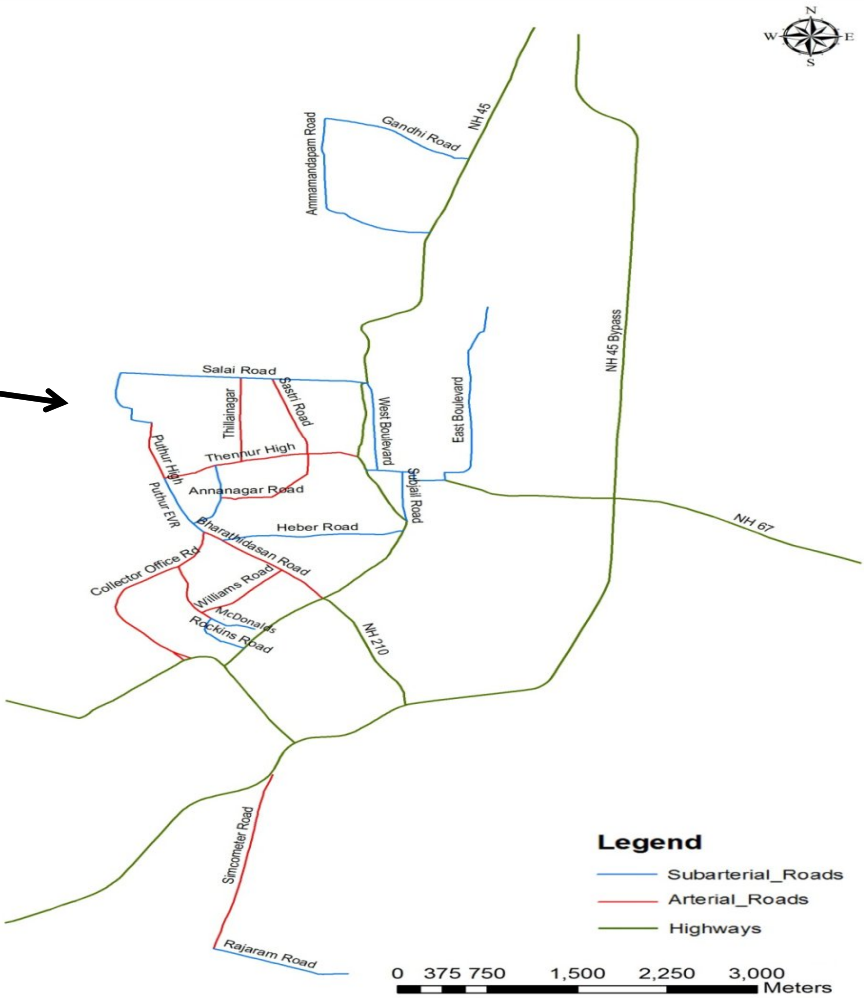 N
W E
S
NH 45
Gandhi Road
Ammamandapam Road
NH 45 Bypass
Salai Road
Sastri Road
Thillainagar
West Boulevard
East Boulevard
Puthur High
Thennur High
Subjail Road
Annanagar Road
Puthur EVR
Heber Road
Bharathidasan Road
NH 67
Collector Office Rd
Williams Road
McDonalds
Rockins Road
NH 210
Simcometer Road
Rajaram Road
Legend
Subarterial_Roads
Arterial_Roads
Highways
0 375 750 1,500 2,250 3,000
Meters